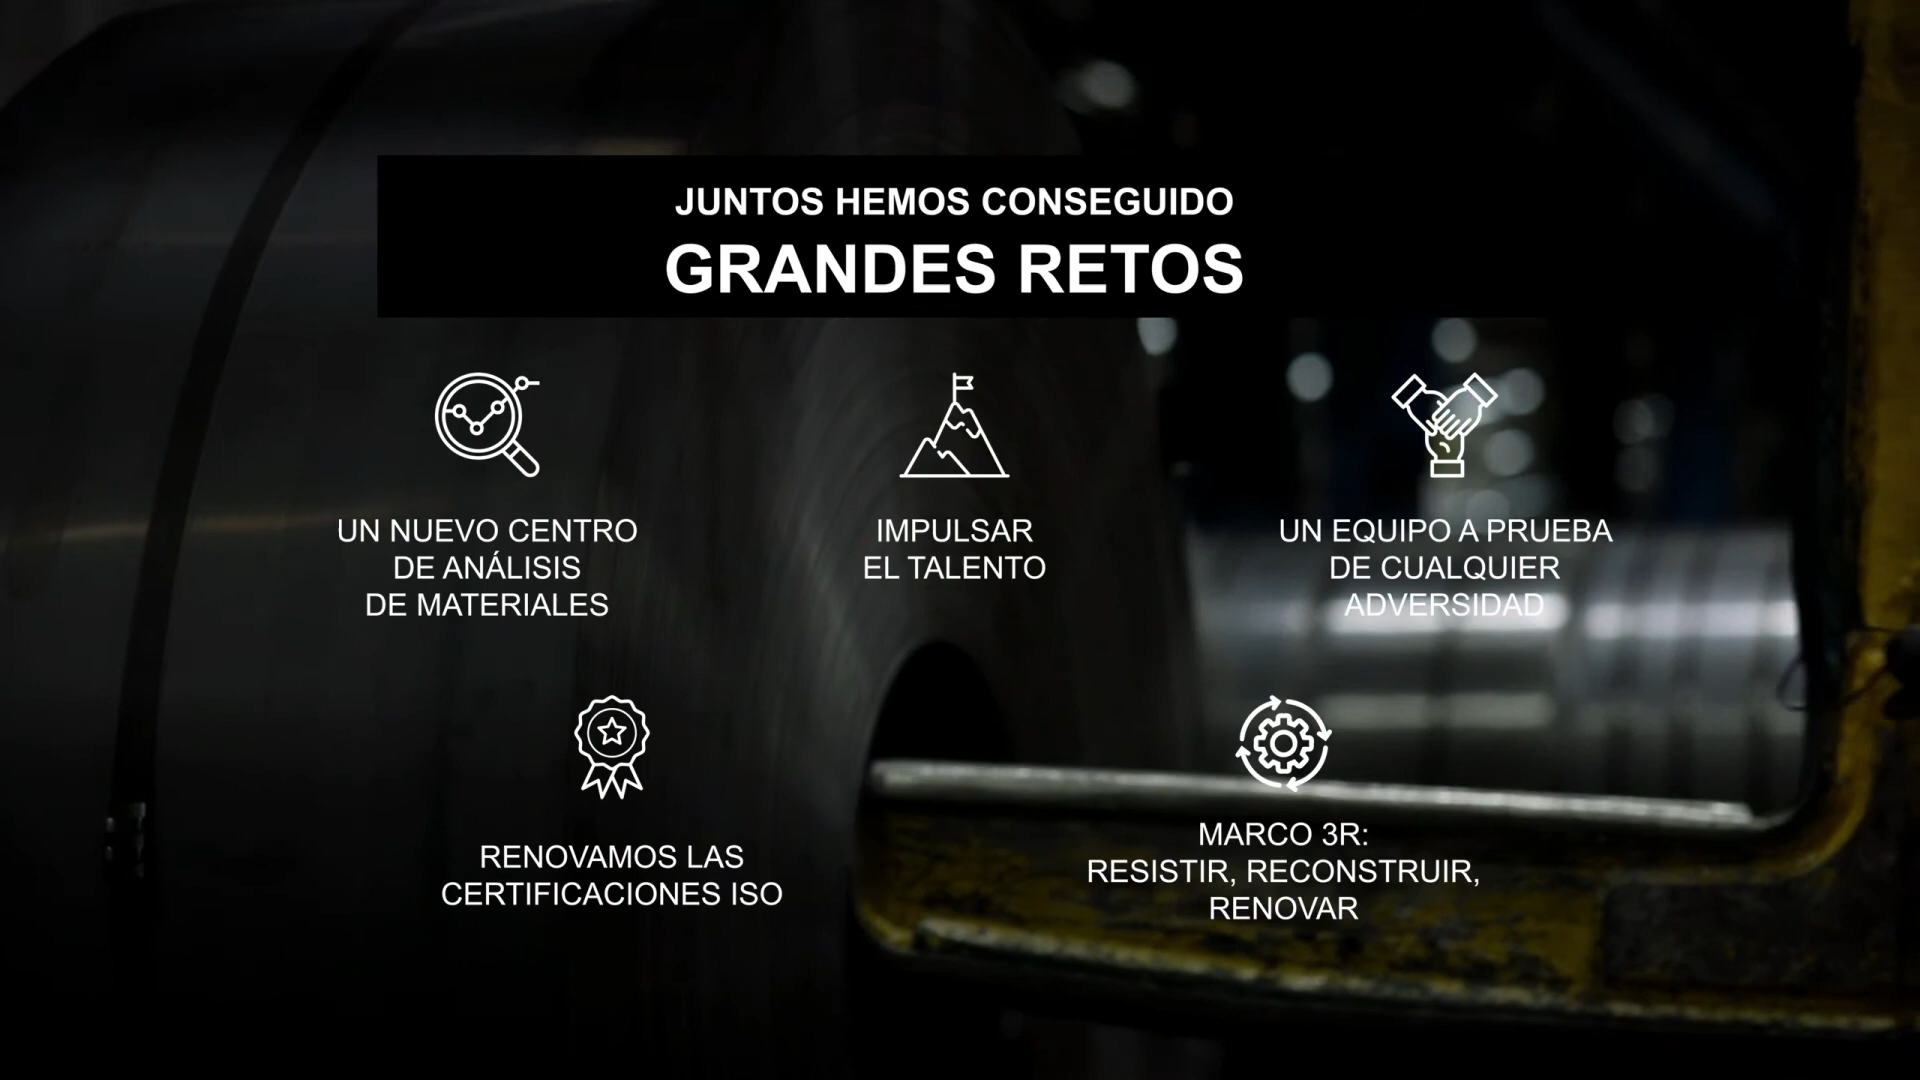 JUNTOS HEMOS CONSEGUIDO
GRANDES RETOS
UN NUEVO CENTRO
DE ANÁLISIS
DE MATERIALES
IMPULSAR
EL TALENTO
UN EQUIPO A PRUEBA
DE CUALQUIER
ADVERSIDAD
RENOVAMOS LAS
CERTIFICACIONES ISO
MARCO 3R:
RESISTIR, RECONSTRUIR,
RENOVAR